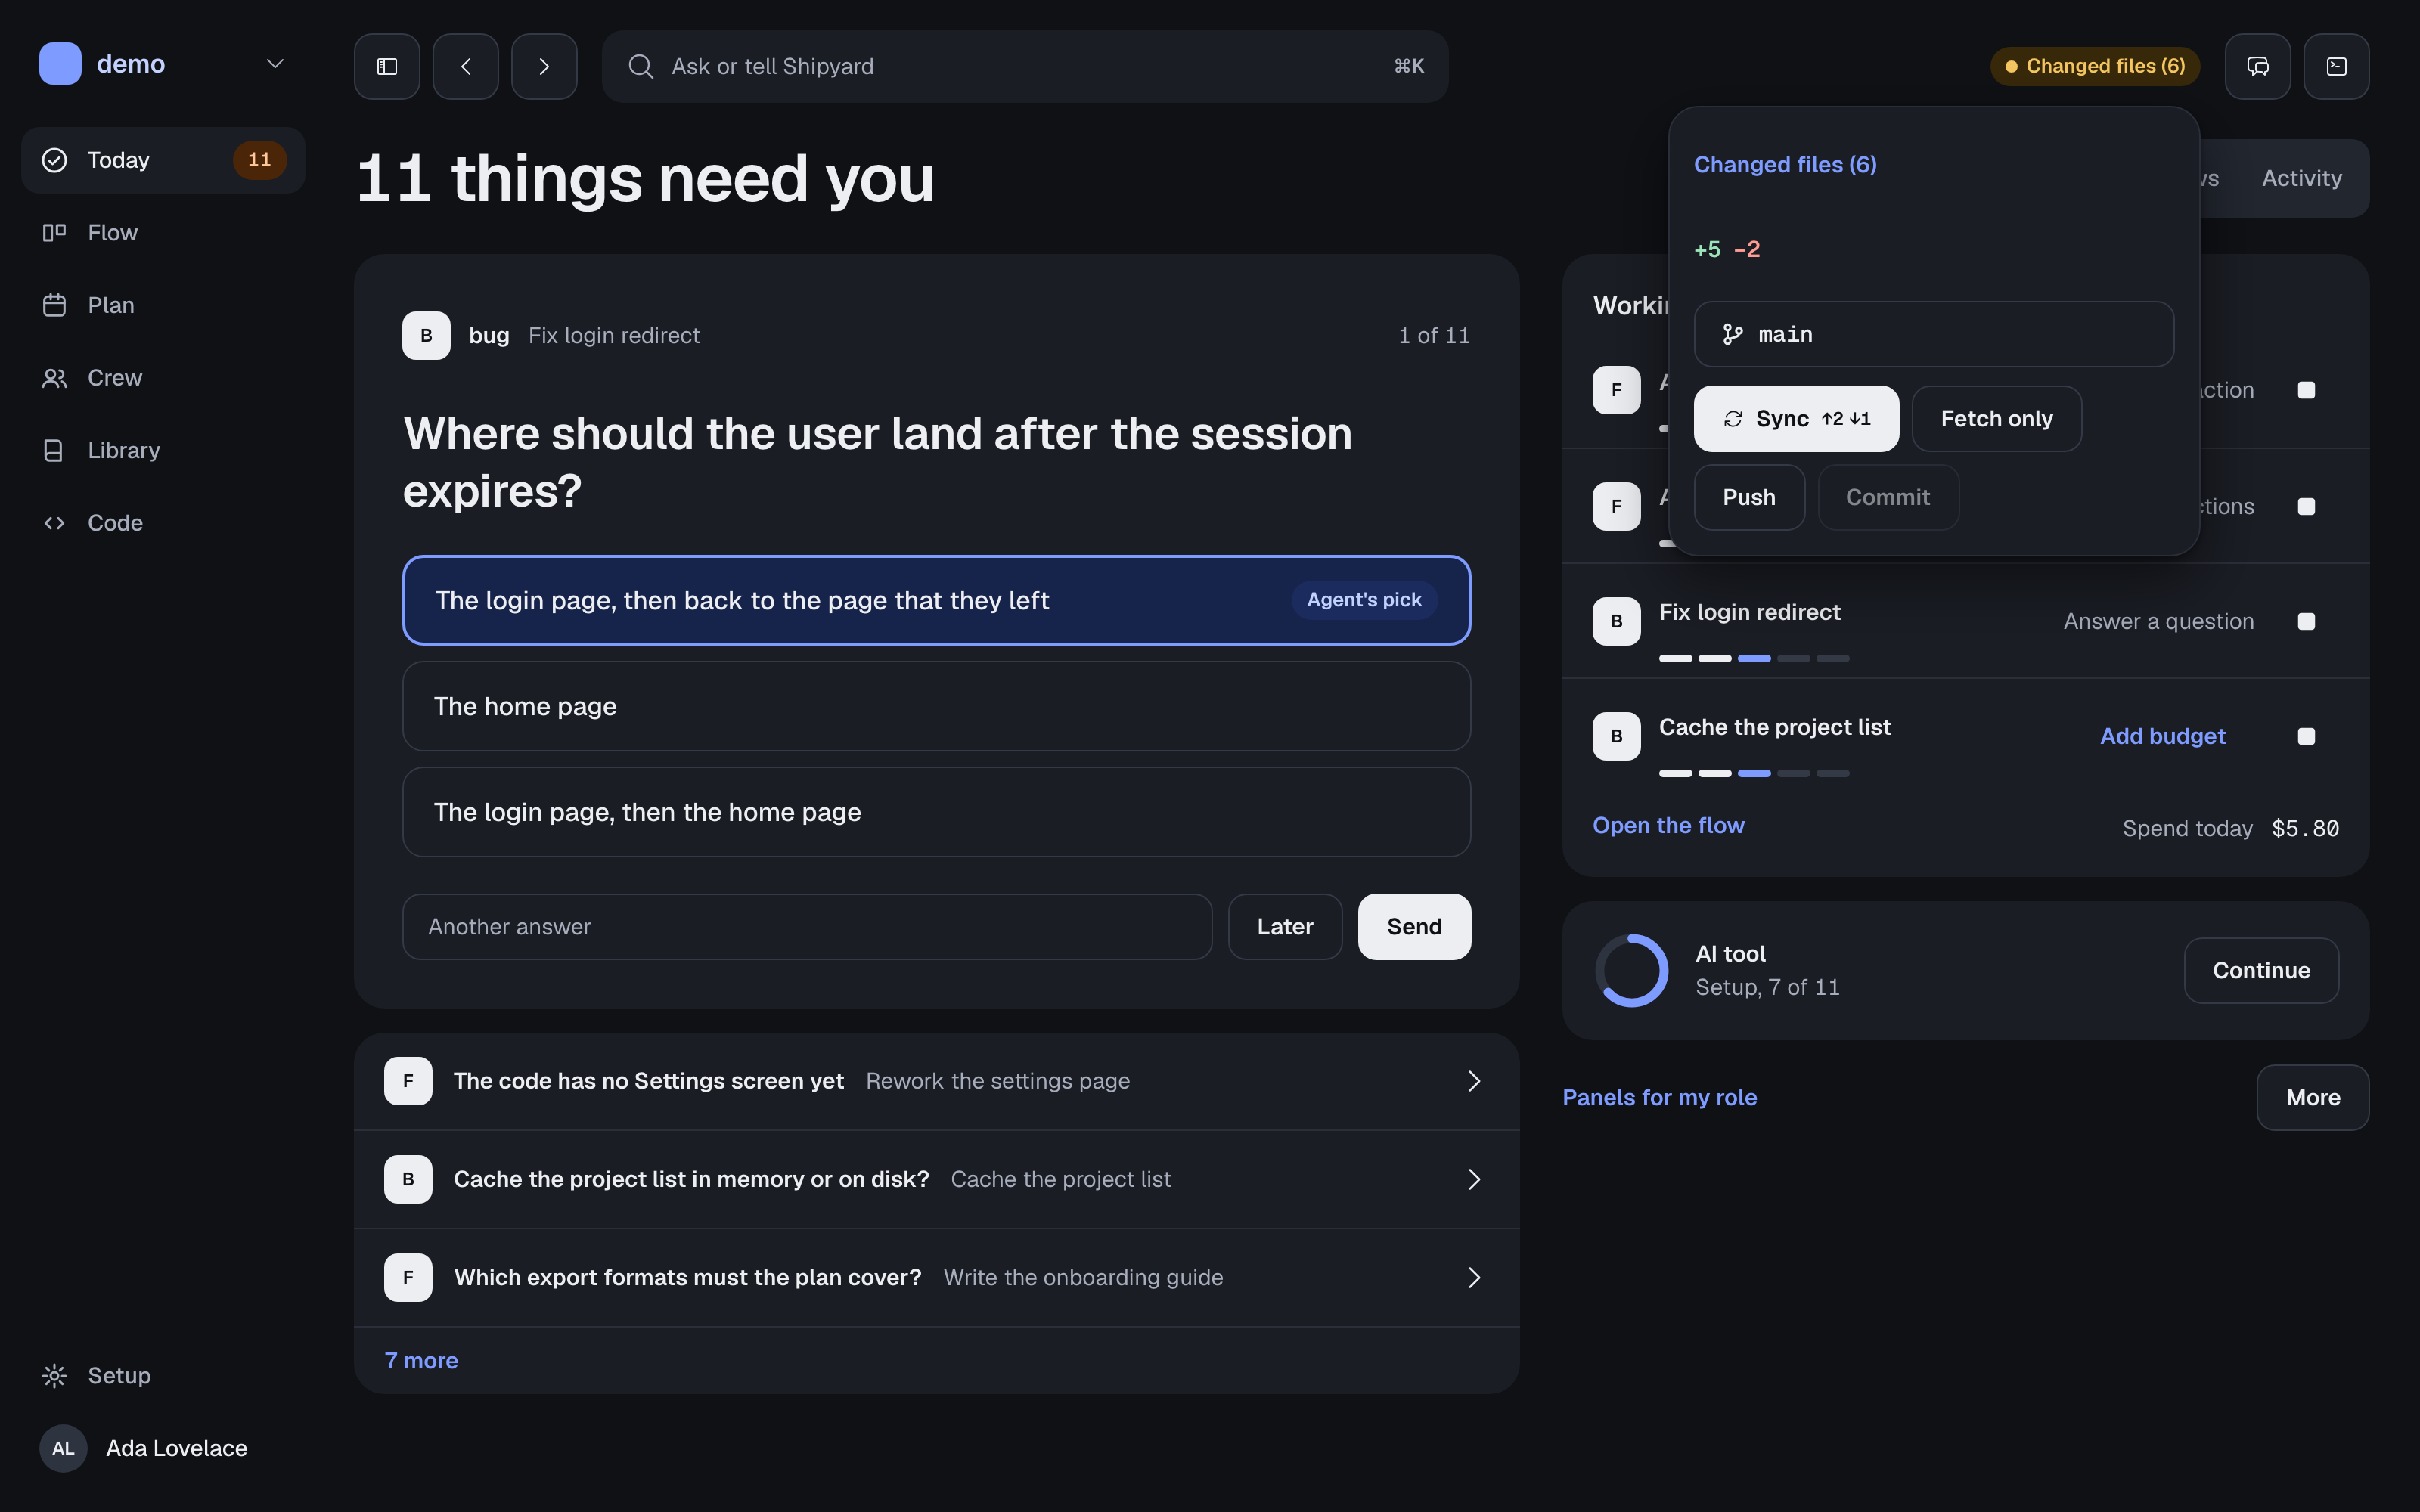 demo
Ask or tell Shipyard
⌘K
Changed files (6)
Today
11
Flow
Plan
Crew
Library
Code
Setup
AL
Ada Lovelace
11 things need you
Activity
B
bug
Fix login redirect
1 of 11
Where should the user land after the session
expires?
The login page, then back to the page that they left
Agent's pick
The home page
The login page, then the home page
Another answer
Later
Send
F
The code has no Settings screen yet
Rework the settings page
B
Cache the project list in memory or on disk?
Cache the project list
F
Which export formats must the plan cover?
Write the onboarding guide
7 more
Changed files (6)
+5 −2
main
Sync ↑2 ↓1
Fetch only
Push
Commit
F
F
B
Fix login redirect
Answer a question
B
Cache the project list
Add budget
Open the flow
Spend today
$5.80
AI tool
Setup, 7 of 11
Continue
Panels for my role
More